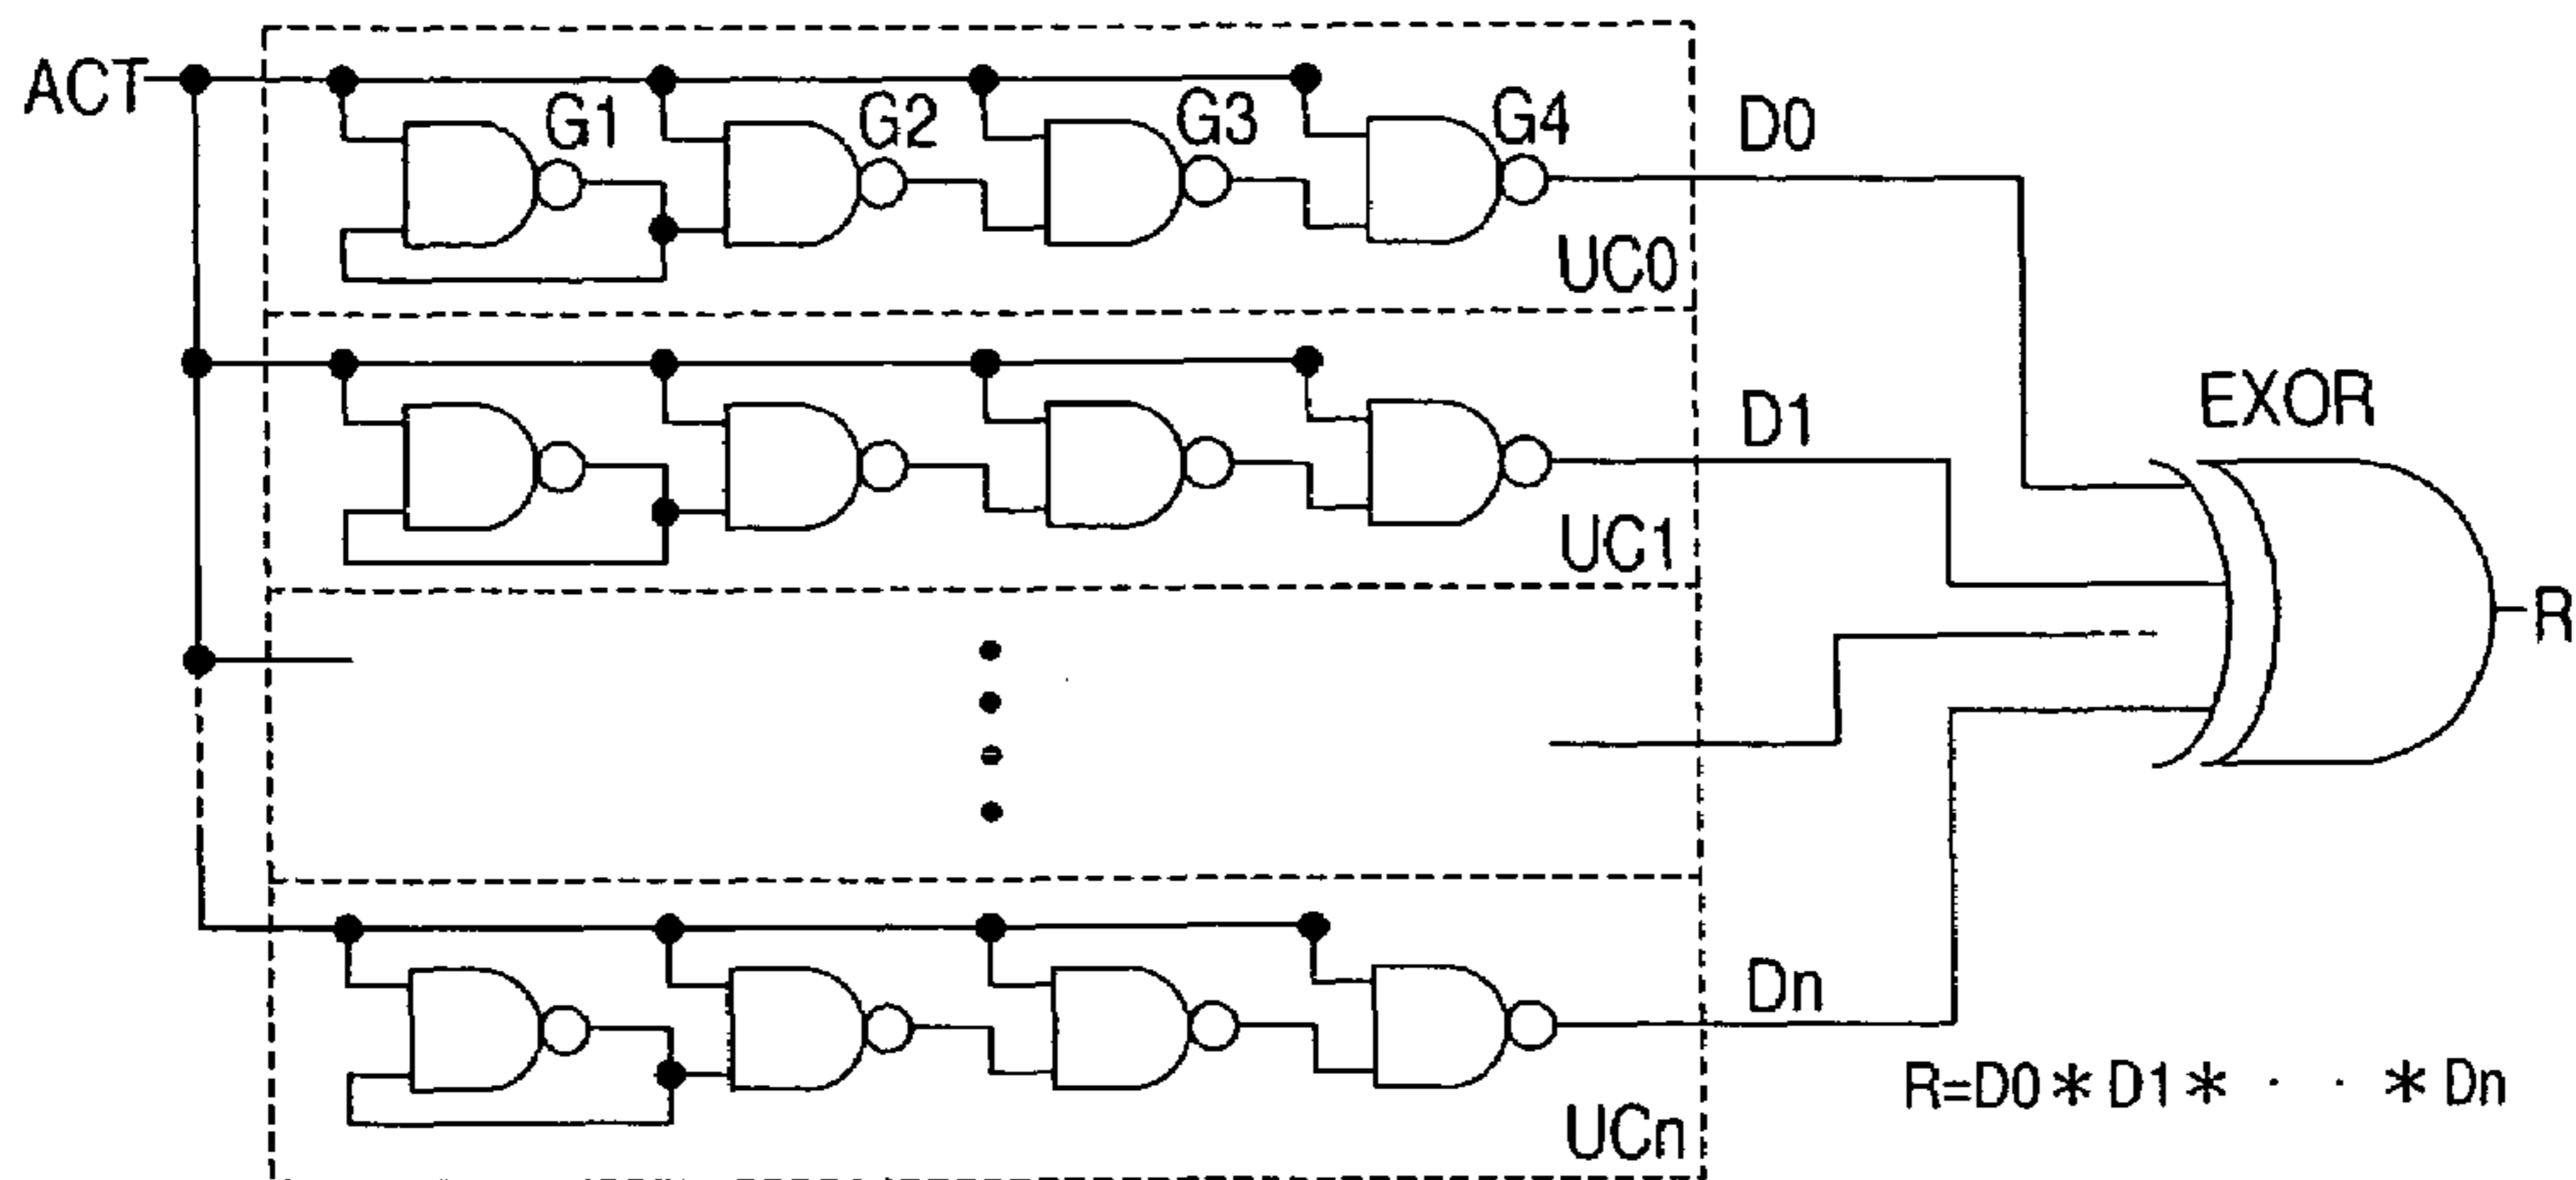 ACT
G1
G2
G3
G4
D0
UC0
D1
EXOR
UC1
R
Dn
R=D0 * D1 * · · * Dn
UCn